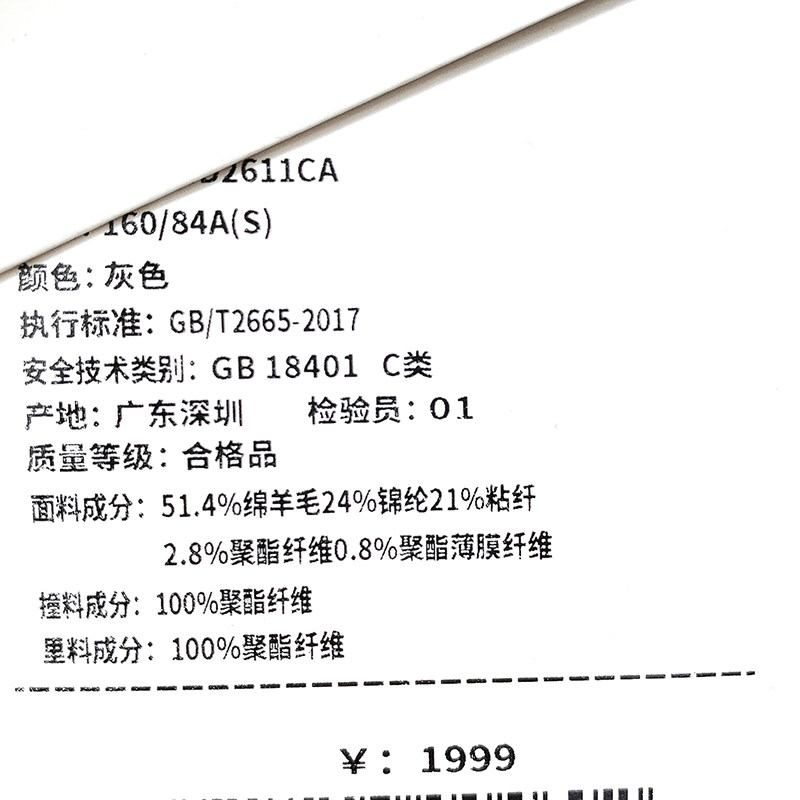 2611CA
160/84A(S)
颜色：灰色
执行标准：GB/T2665-2017
安全技术类别：GB 18401 C类
产地：广东深圳 检验员：01
质量等级：合格品
面料成分：51.4%绵羊毛24%锦纶21%粘纤
2.8%聚酯纤维0.8%聚酯薄膜纤维
撞料成分：100%聚酯纤维
里料成分：100%聚酯纤维
￥：1999